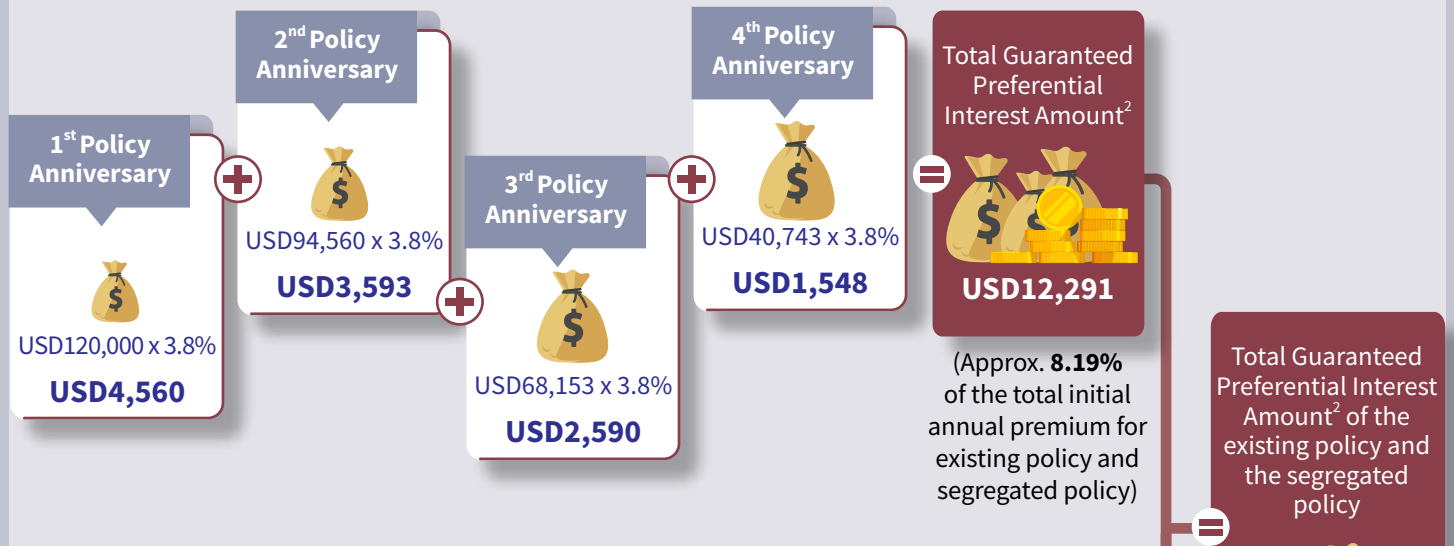 1st Policy
Anniversary
USD120,000 x 3.8%
USD4,560
2nd Policy
Anniversary
USD94,560 x 3.8%
USD3,593
3rd Policy
Anniversary
USD68,153 x 3.8%
USD2,590
4th Policy
Anniversary
USD40,743 x 3.8%
USD1,548
Total Guaranteed
Preferential
Interest Amount2
USD12,291
(Approx. 8.19%
of the total initial
annual premium for
existing policy and
segregated policy)
Total Guaranteed
Preferential Interest
Amount2 of the
existing policy and
the segregated
policy